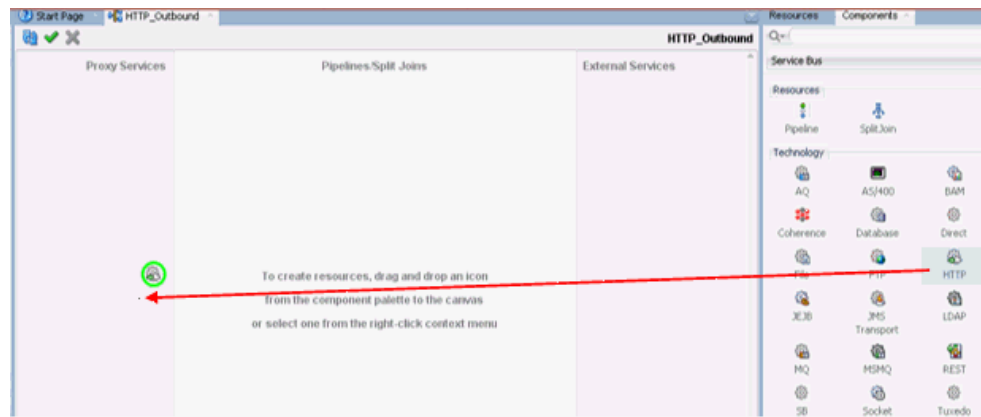 Start Page
HTTP_Outbound
Resources
Components
HTTP_Outbound
Proxy Services
Pipelines/Split Joins
External Services
Service Bus
Resources
Pipeline
SplitJoin
Technology
AQ
AS/400
BAM
Coherence
Database
Direct
File
FTP
HTTP
To create resources, drag and drop an icon
from the component palette to the canvas
or select one from the right-click context menu
JEJB
JMS
Transport
LDAP
MQ
MSMQ
REST
SB
Socket
Tuxedo